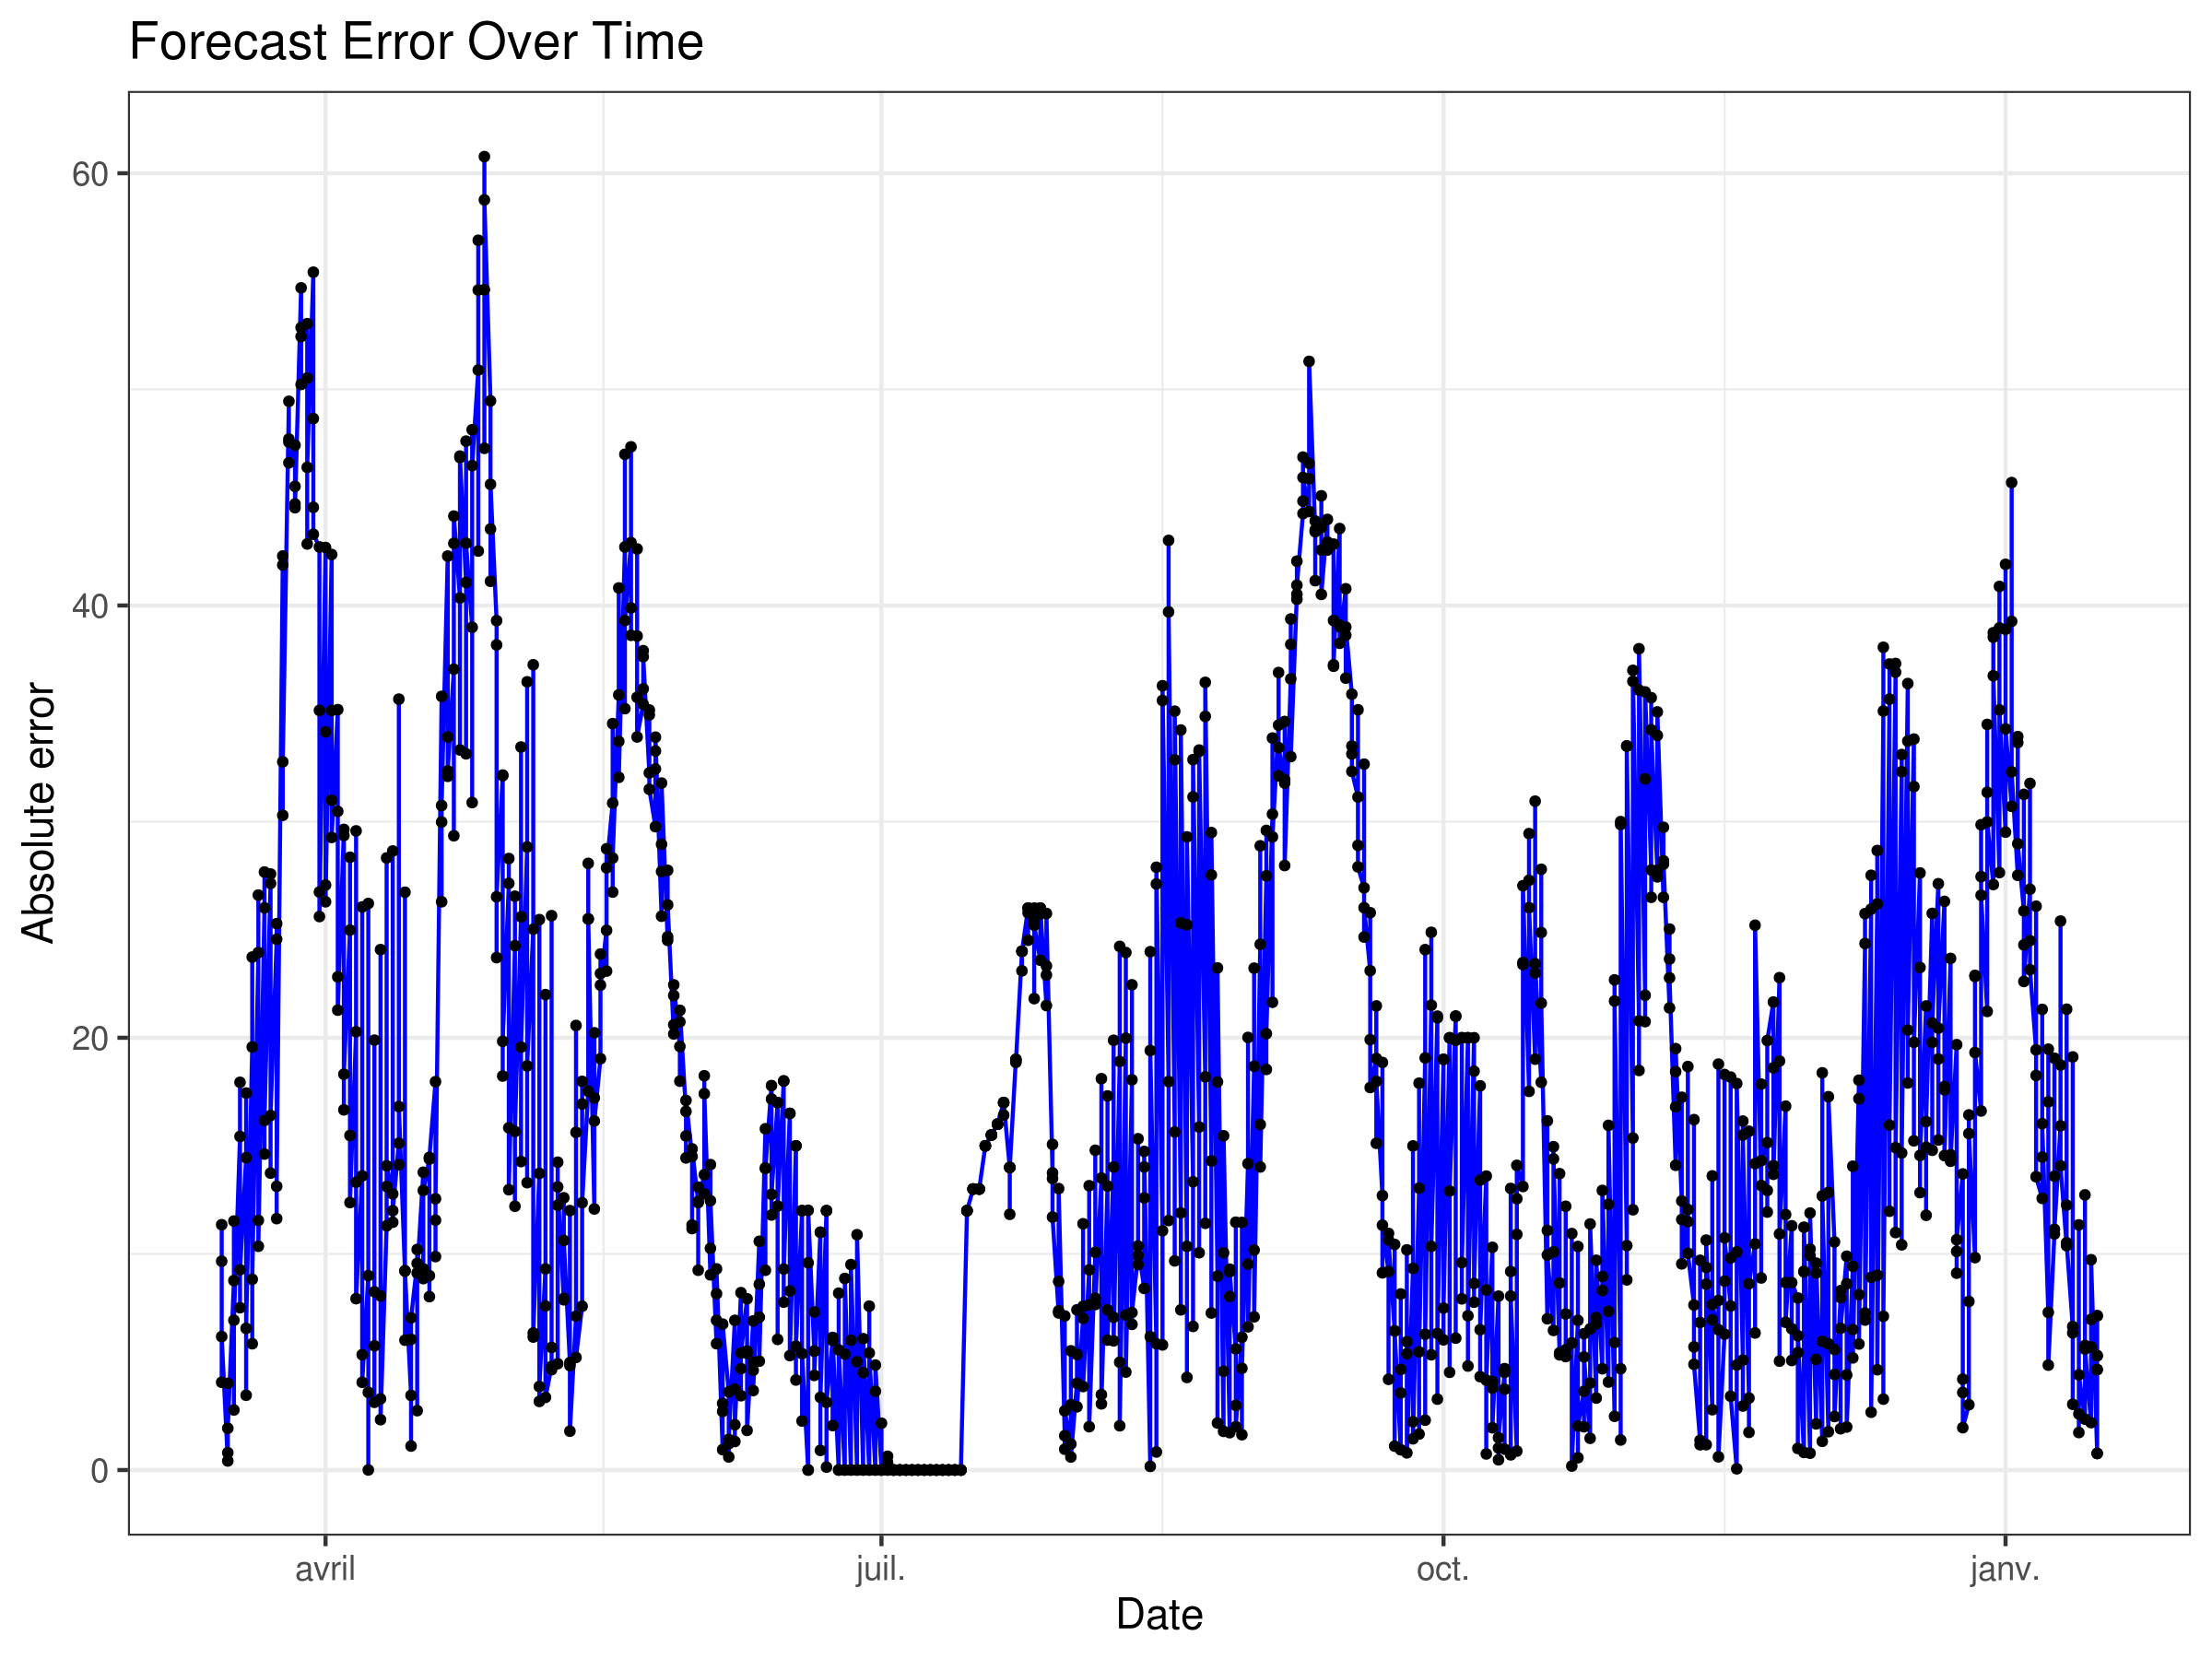 Forecast Error Over Time
Absolute error
60
40
20
0
avril
juil.
oct.
janv.
Date